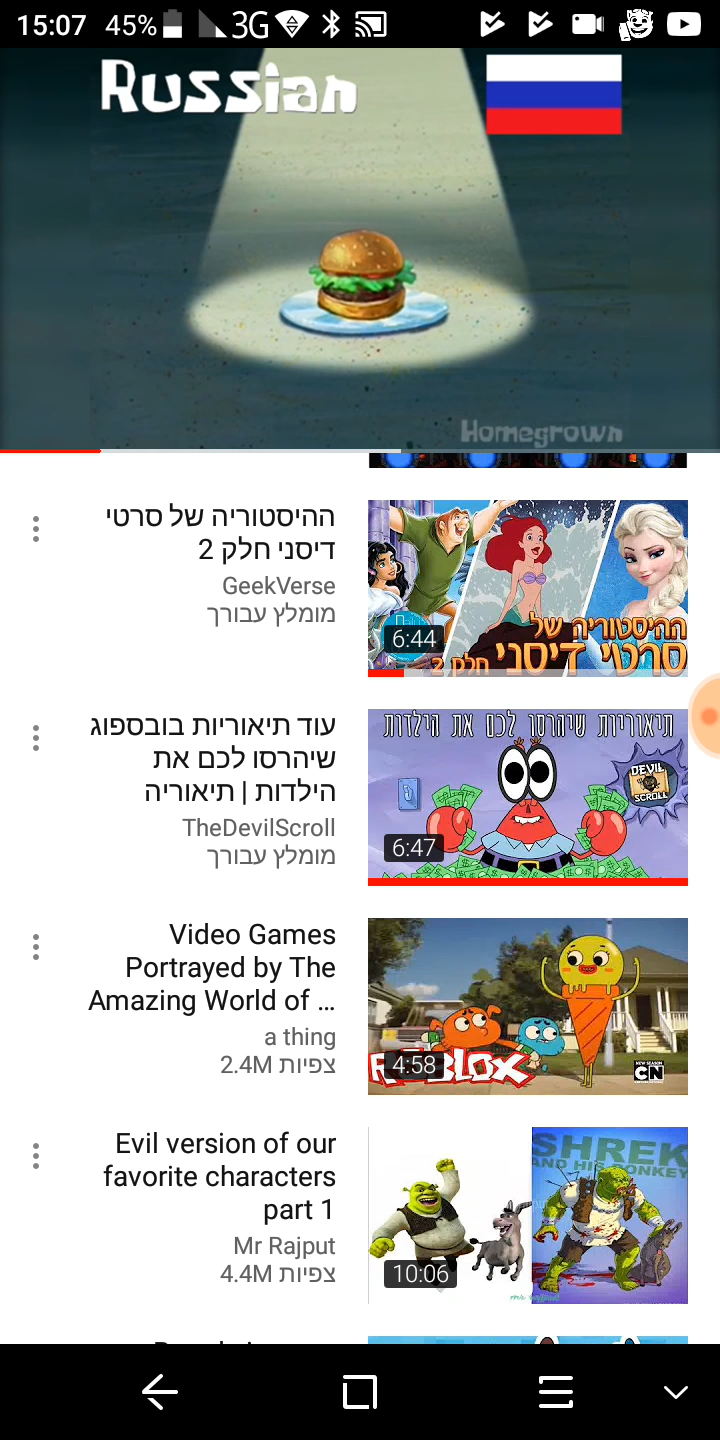 15:07 45% 3G
Russian
Homegrown
ההיסטוריה של סרטי
דיסני חלק 2
GeekVerse
מומלץ עבורך
ההיסטוריה של
סרטי דיסני חלק 2
6:44
עוד תיאוריות בובספוג
שיהרסו לכם את
הילדות | תיאוריה
TheDevilScroll
מומלץ עבורך
תיאוריות שיהרסו לכם את הילדות
DEVIL
SCROLL
6:47
Video Games
Portrayed by The
Amazing World of ...
a thing
2.4M צפיות
ROBLOX
4:58
NEW SEASON
CN
Evil version of our
favorite characters
part 1
Mr Rajput
4.4M צפיות
SHREK
AND HIS DONKEY
10:06